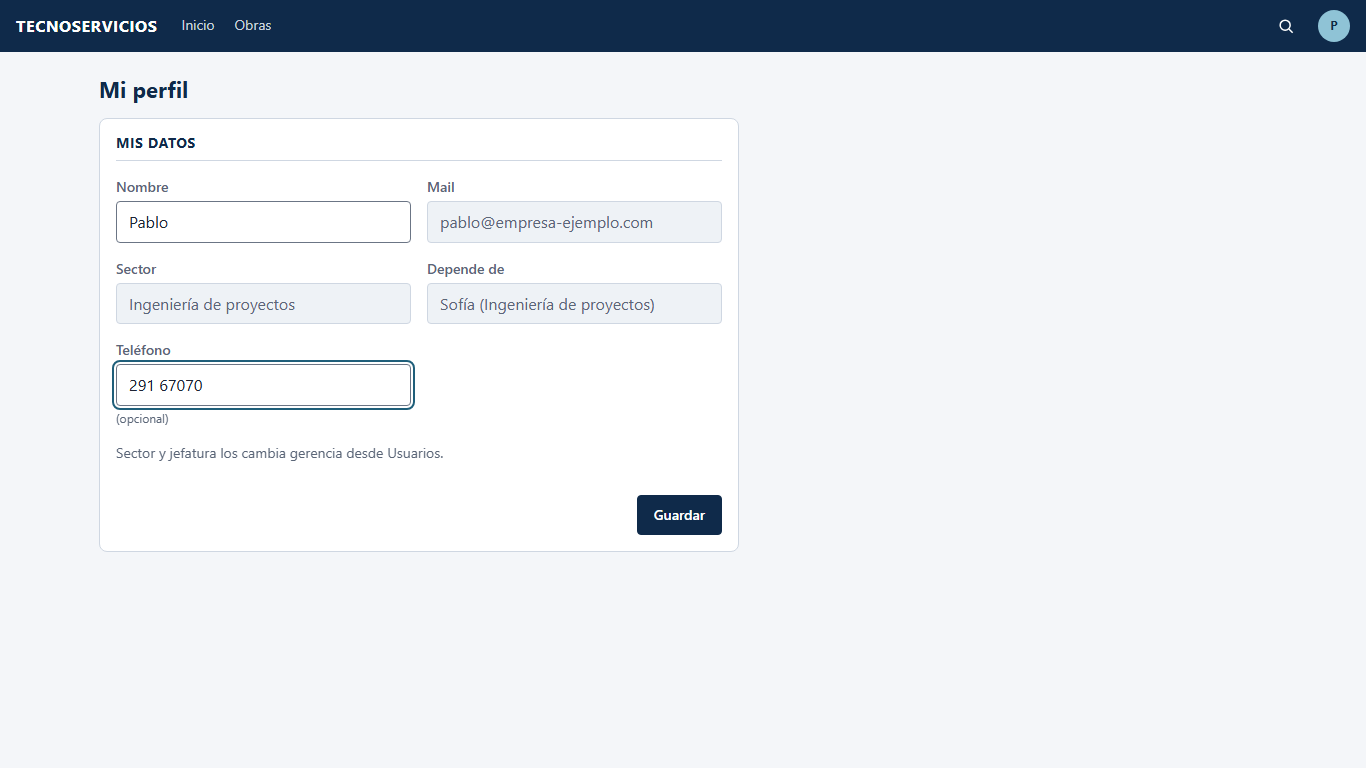 TECNOSERVICIOS Inicio Obras P
Mi perfil
MIS DATOS
Nombre Mail
Pablo pablo@empresa-ejemplo.com
Sector Depende de
Ingeniería de proyectos Sofía (Ingeniería de proyectos)
Teléfono
291 67070
(opcional)
Sector y jefatura los cambia gerencia desde Usuarios.
Guardar